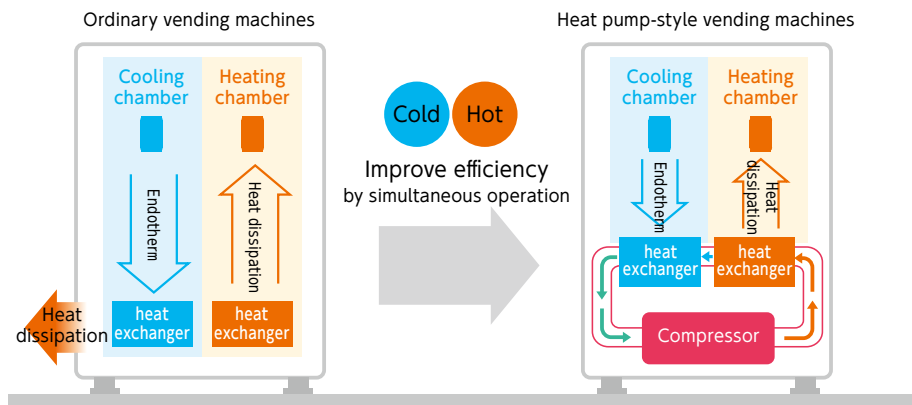 Ordinary vending machines
Cooling
chamber
Heating
chamber
Endotherm
Heat dissipation
heat
exchanger
heat
exchanger
Heat
dissipation
Cold
Hot
Improve efficiency
by simultaneous operation
Heat pump-style vending machines
Cooling
chamber
Heating
chamber
Endotherm
Heat
dissipation
heat
exchanger
heat
exchanger
Compressor